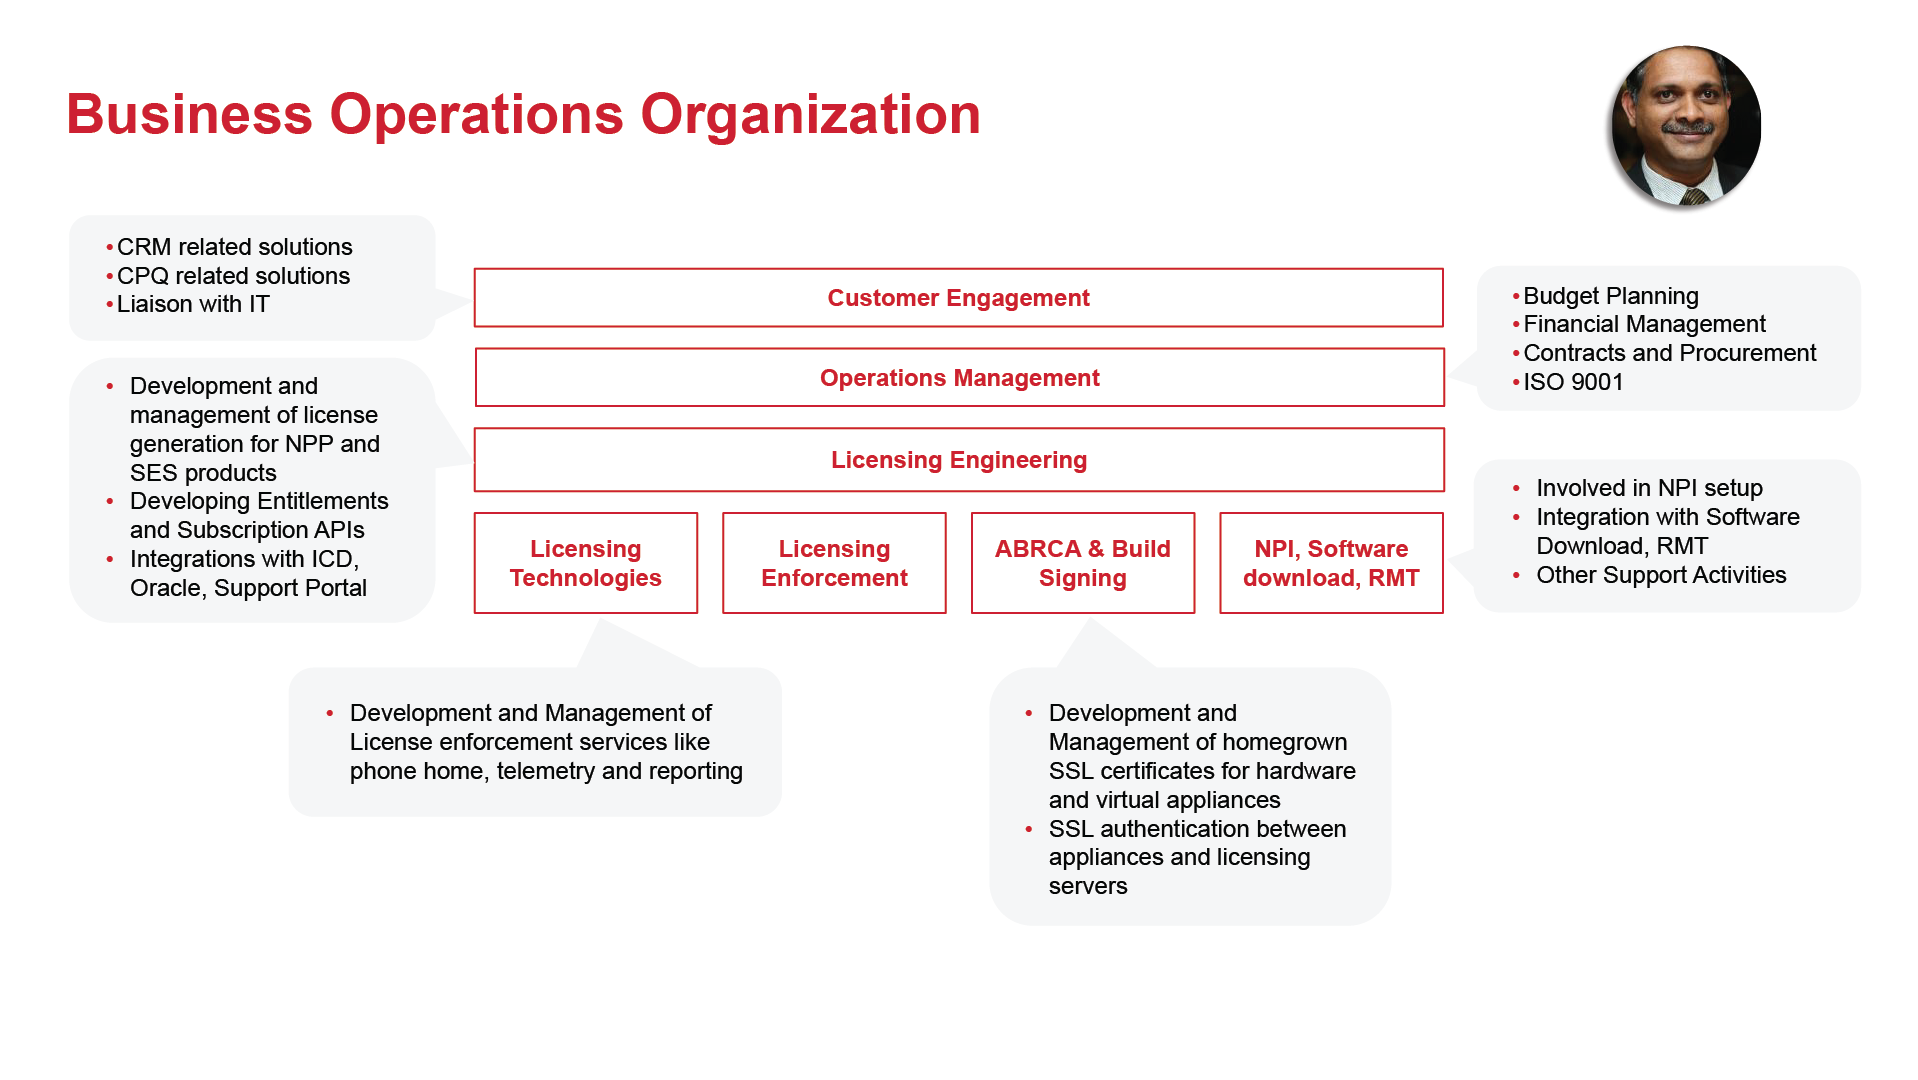 Business Operations Organization
•CRM related solutions
•CPQ related solutions
•Liaison with IT
Customer Engagement
•Budget Planning
•Financial Management
•Contracts and Procurement
•ISO 9001
Operations Management
• Development and
management of license
generation for NPP and
SES products
• Developing Entitlements
and Subscription APIs
• Integrations with ICD,
Oracle, Support Portal
Licensing Engineering
• Involved in NPI setup
• Integration with Software
Download, RMT
• Other Support Activities
Licensing
Technologies
Licensing
Enforcement
ABRCA & Build
Signing
NPI, Software
download, RMT
• Development and Management of
License enforcement services like
phone home, telemetry and reporting
• Development and
Management of homegrown
SSL certificates for hardware
and virtual appliances
• SSL authentication between
appliances and licensing
servers